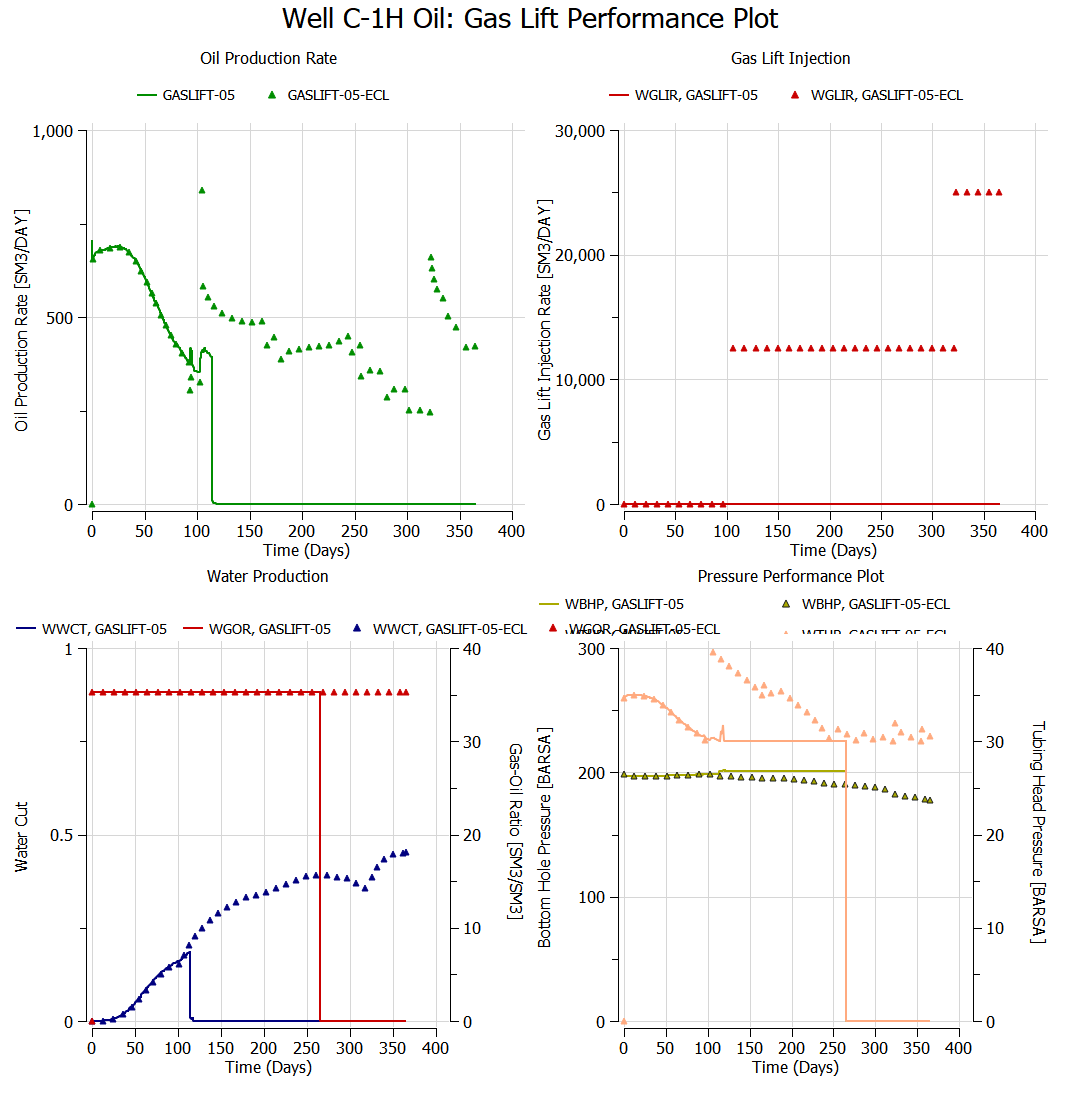 Well C-1H Oil: Gas Lift Performance Plot
Oil Production Rate
GASLIFT-05 GASLIFT-05-ECL
1,000
500
0
Oil Production Rate [SM3/DAY]
0 50 100 150 200 250 300 350 400
Time (Days)
Gas Lift Injection
WGLIR, GASLIFT-05 WGLIR, GASLIFT-05-ECL
30,000
20,000
10,000
0
Gas Lift Injection Rate [SM3/DAY]
0 50 100 150 200 250 300 350 400
Time (Days)
Water Production
WWCT, GASLIFT-05 WGOR, GASLIFT-05 WWCT, GASLIFT-05-ECL WGOR, GASLIFT-05
1
0.5
0
Water Cut
40
30
20
10
0
Gas-Oil Ratio [SM3/SM3]
0 50 100 150 200 250 300 350 400
Time (Days)
Pressure Performance Plot
WBHP, GASLIFT-05 WBHP, GASLIFT-05-ECL
300
200
100
0
Bottom Hole Pressure [BARSA]
40
30
20
10
0
Tubing Head Pressure [BARSA]
0 50 100 150 200 250 300 350 400
Time (Days)